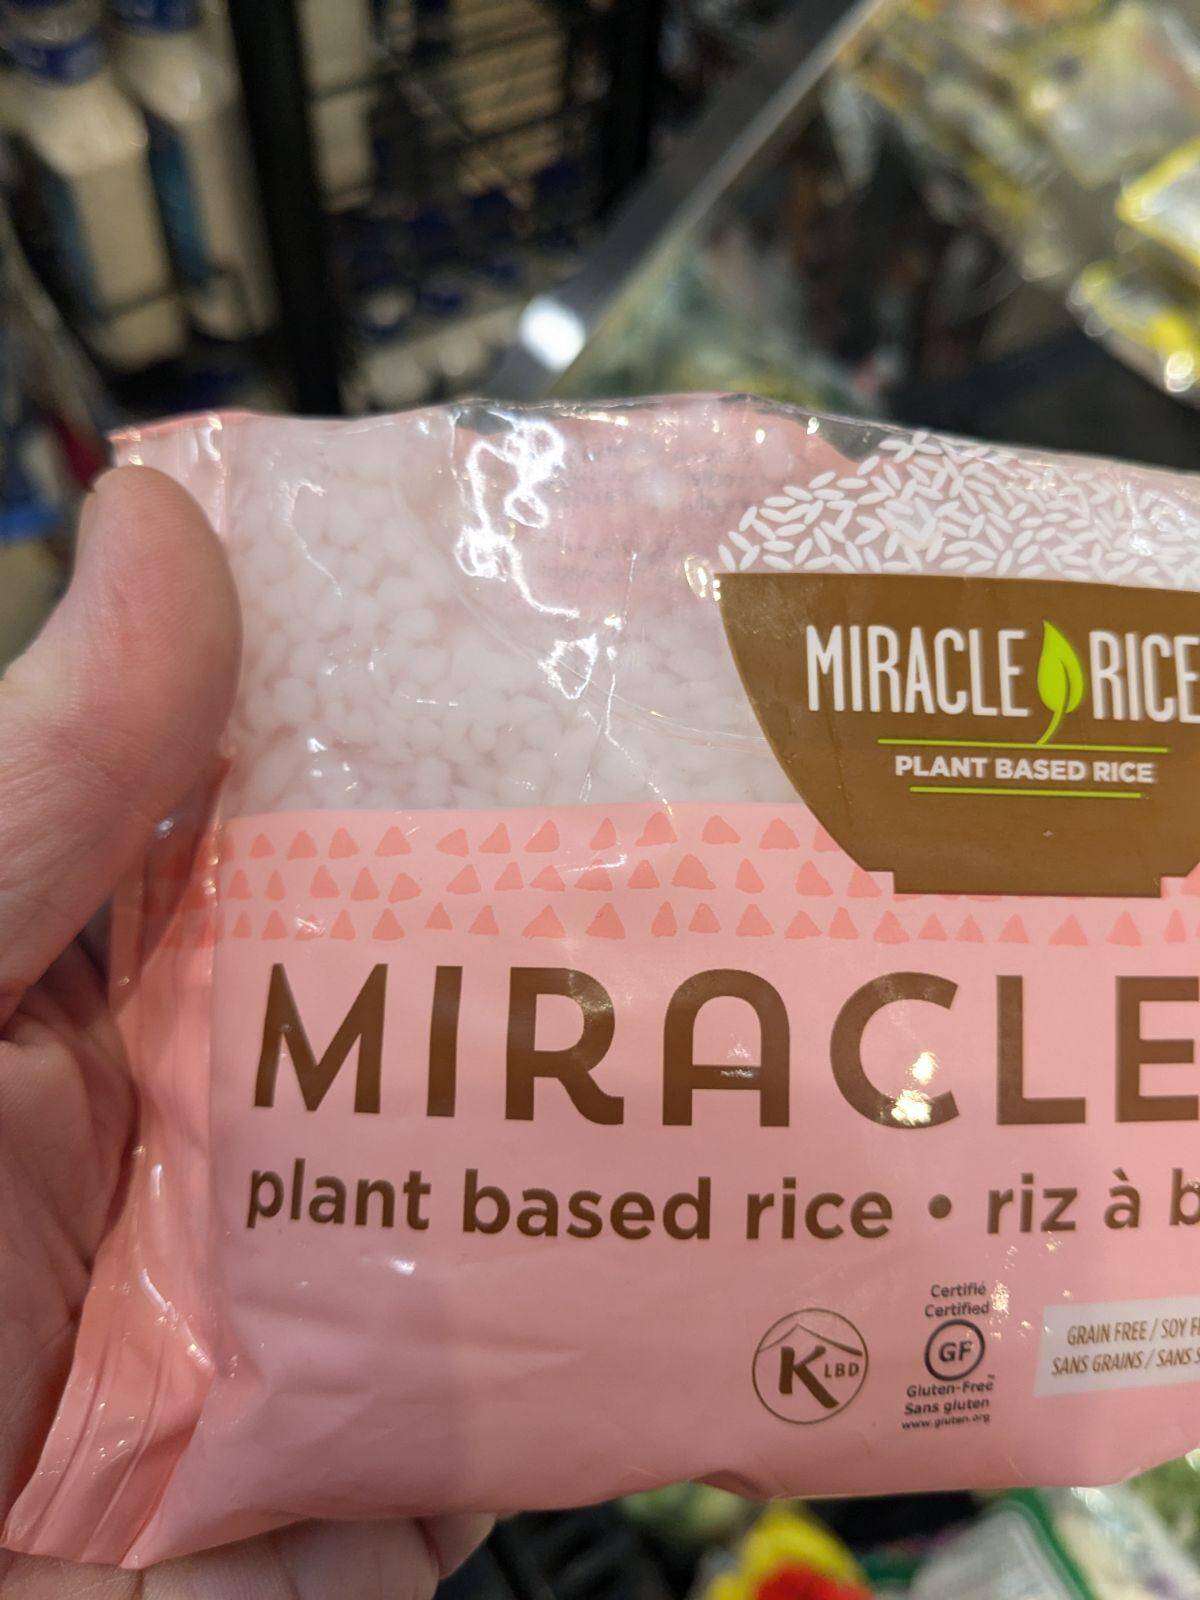 MIRACLE RICE
PLANT BASED RICE
MIRACLE
plant based rice • riz à b
Certifié
Certified
K LBD
GF
Gluten-Free
Sans gluten
www.gluten.org
GRAIN FREE / SOY
SANS GRAINS / SANS